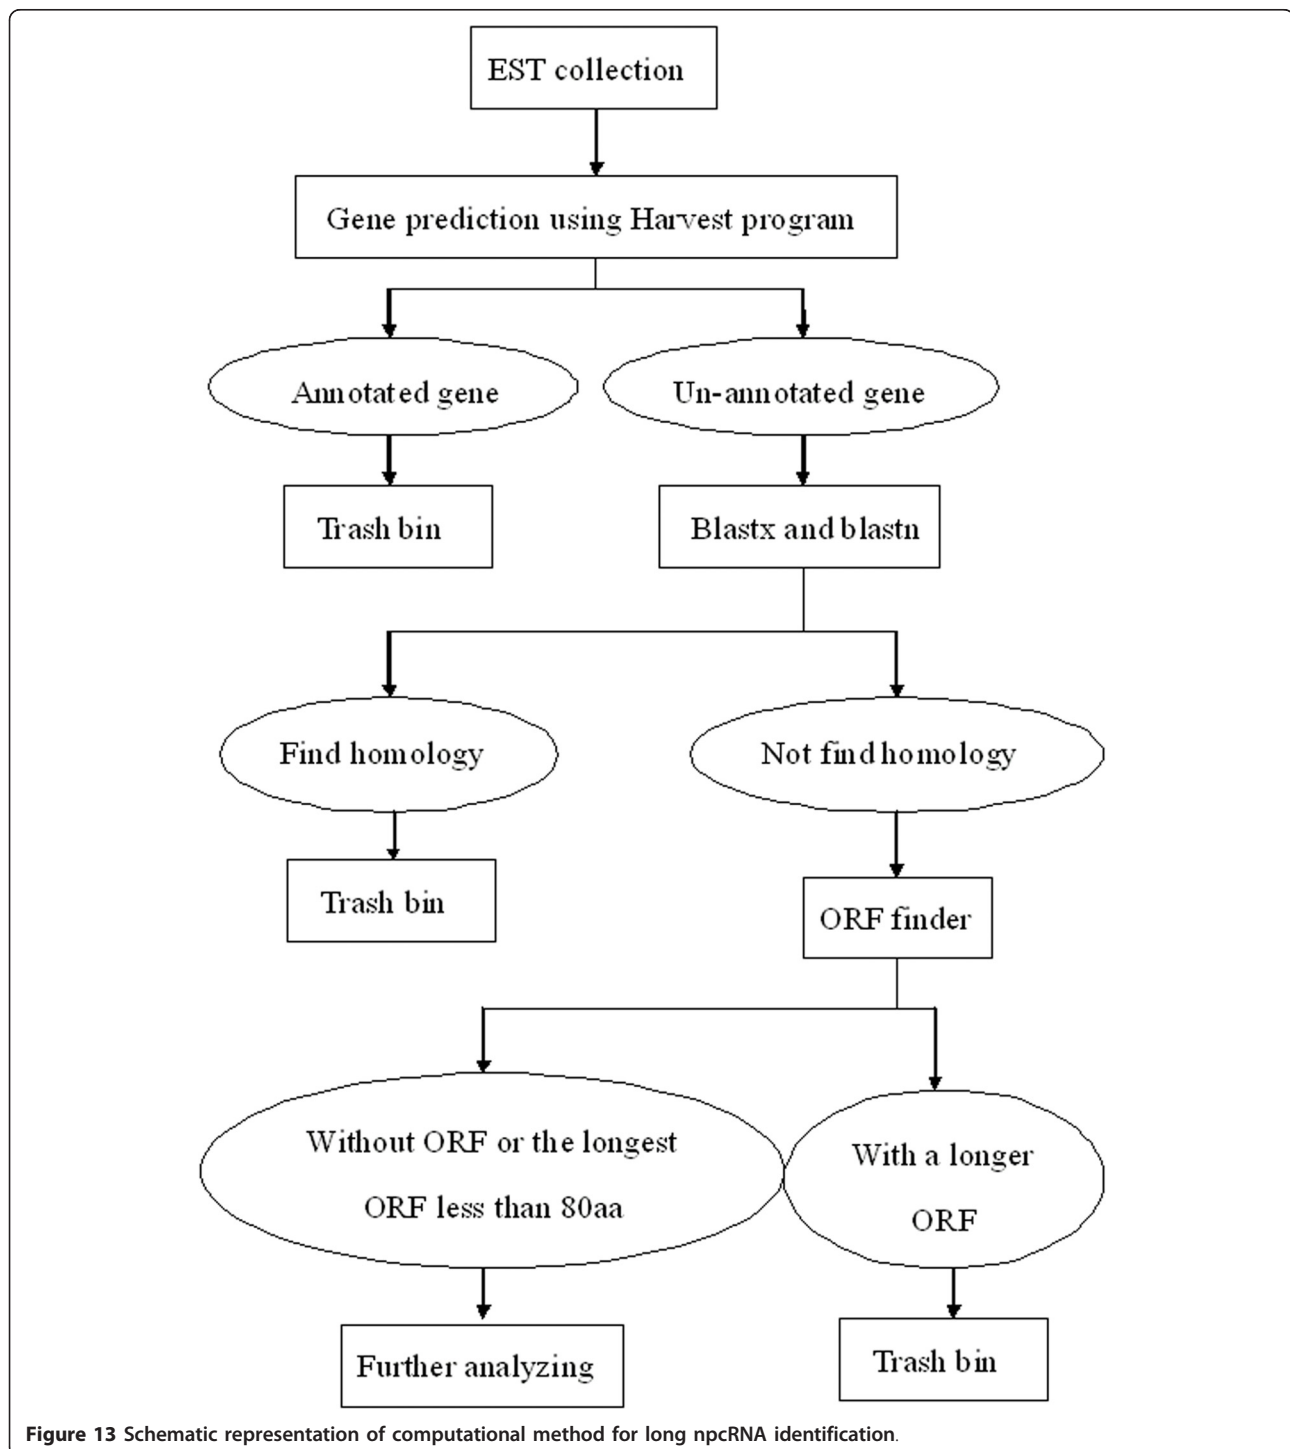 EST collection
Gene prediction using Harvest program
Annotated gene
Un-annotated gene
Trash bin
Blastx and blastn
Find homology
Not find homology
Trash bin
ORF finder
Without ORF or the longest
ORF less than 80aa
With a longer
ORF
Further analyzing
Trash bin
Figure 13 Schematic representation of computational method for long npcRNA identification.